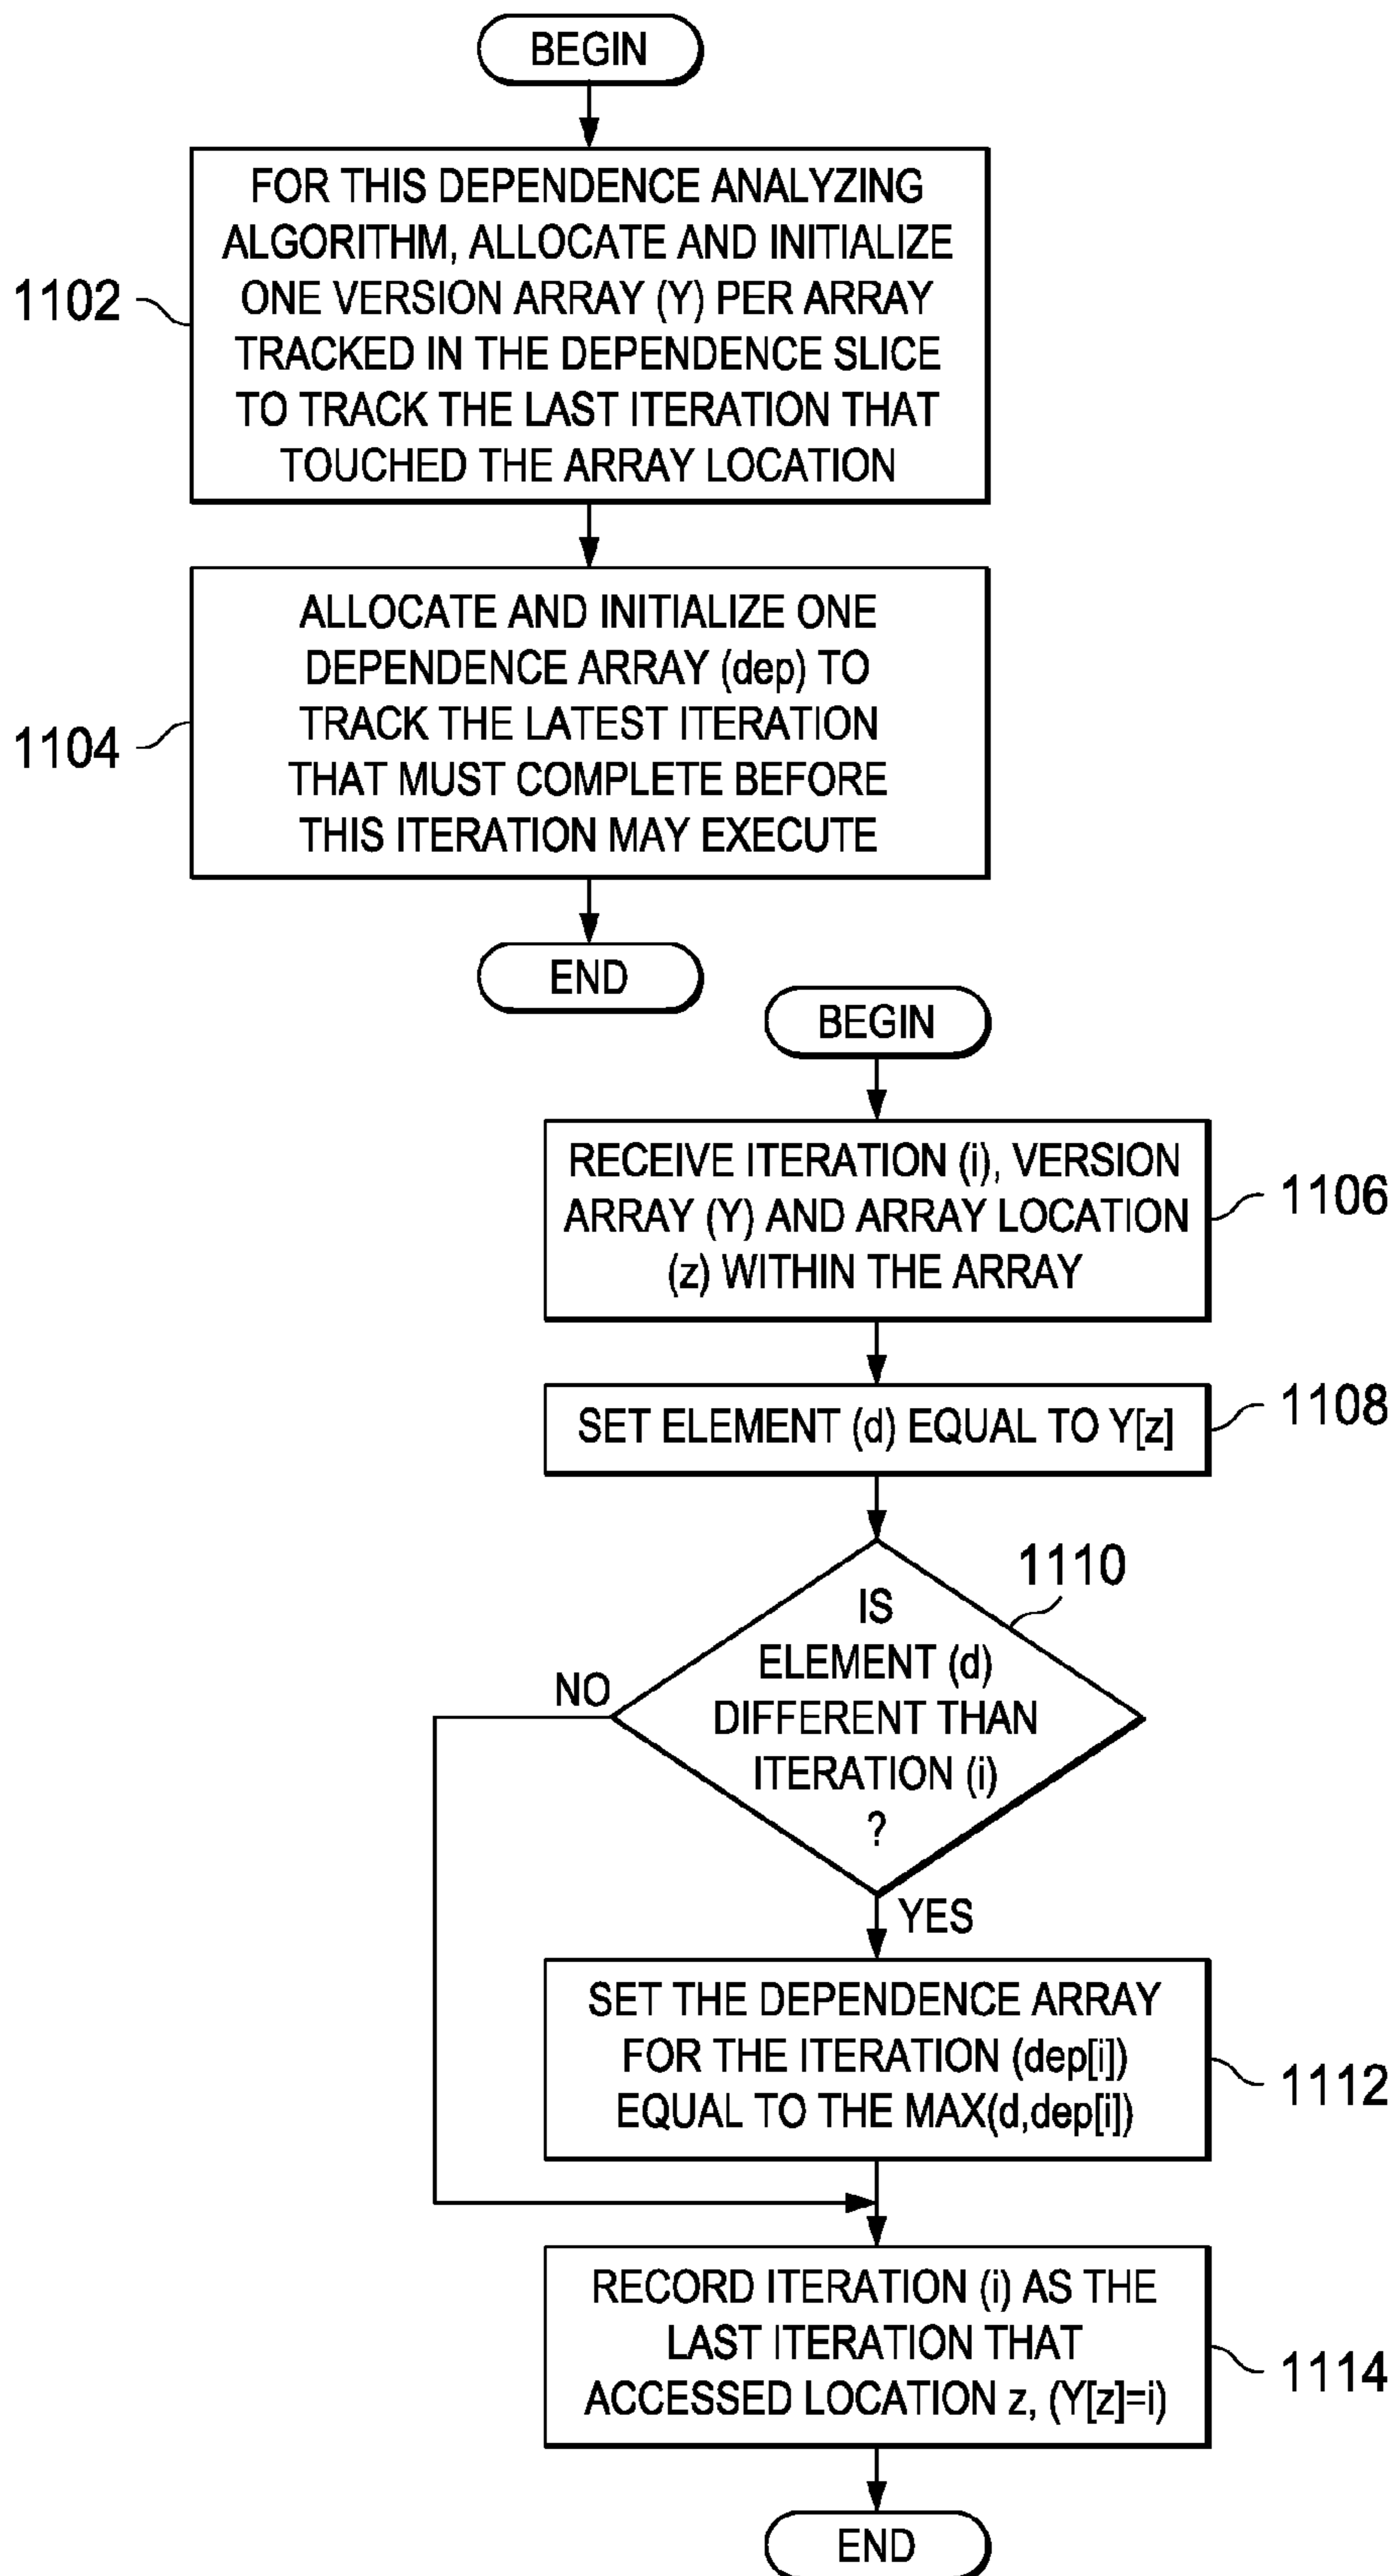 BEGIN
FOR THIS DEPENDENCE ANALYZING
ALGORITHM, ALLOCATE AND INITIALIZE
ONE VERSION ARRAY (Y) PER ARRAY
TRACKED IN THE DEPENDENCE SLICE
TO TRACK THE LAST ITERATION THAT
TOUCHED THE ARRAY LOCATION
1102
ALLOCATE AND INITIALIZE ONE
DEPENDENCE ARRAY (dep) TO
TRACK THE LATEST ITERATION
THAT MUST COMPLETE BEFORE
THIS ITERATION MAY EXECUTE
1104
END
BEGIN
RECEIVE ITERATION (i), VERSION
ARRAY (Y) AND ARRAY LOCATION
(z) WITHIN THE ARRAY
1106
SET ELEMENT (d) EQUAL TO Y[z]
1108
1110
IS
ELEMENT (d)
DIFFERENT THAN
ITERATION (i)
?
NO
YES
SET THE DEPENDENCE ARRAY
FOR THE ITERATION (dep[i])
EQUAL TO THE MAX(d,dep[i])
1112
RECORD ITERATION (i) AS THE
LAST ITERATION THAT
ACCESSED LOCATION z, (Y[z]=i)
1114
END